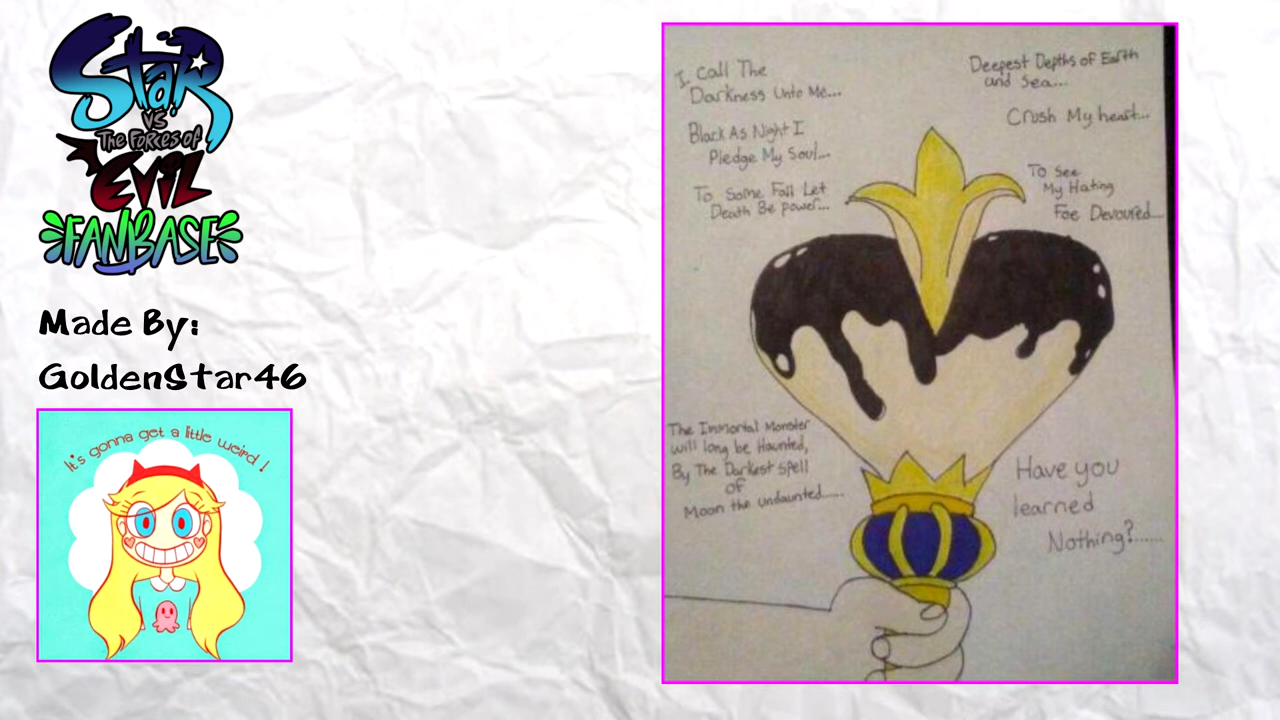 Star
vs
The Forces of
Evil
FANBASE
Made By:
GoldenStar46
It's gonna get a little weird!
I Call The
Darkness Unto Me...
Black As Night I
Pledge My Soul...
To Some Fall Let
Death Be power...
Deepest Depths of Earth
and Sea...
Crush My heart...
To See
My Hating
Foe Devoured....
The Immortal Monster
will long be Haunted,
By The Darkest spell
of
Moon the undaunted......
Have you
learned
Nothing?......